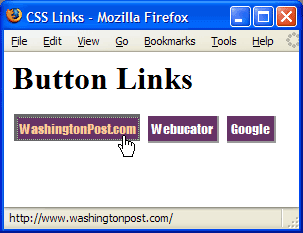 CSS Links - Mozilla Firefox
File Edit View Go Bookmarks Tools Help
Button Links
WashingtonPost.com Webucator Google
http://www.washingtonpost.com/